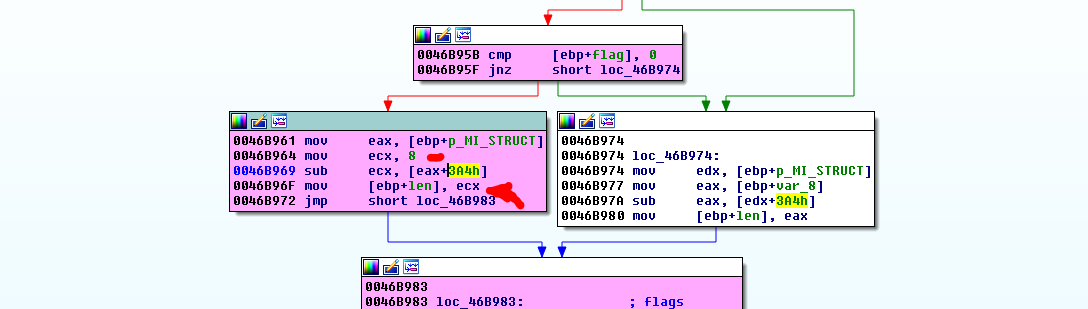 0046B95B cmp [ebp+flag], 0
0046B95F jnz short loc_46B974
0046B961 mov eax, [ebp+p_MI_STRUCT]
0046B964 mov ecx, 8
0046B969 sub ecx, [eax+3A4h]
0046B96F mov [ebp+len], ecx
0046B972 jmp short loc_46B983
0046B974
0046B974 loc_46B974:
0046B974 mov edx, [ebp+p_MI_STRUCT]
0046B977 mov eax, [ebp+var_8]
0046B97A sub eax, [edx+3A4h]
0046B980 mov [ebp+len], eax
0046B983
0046B983 loc_46B983: ; flags